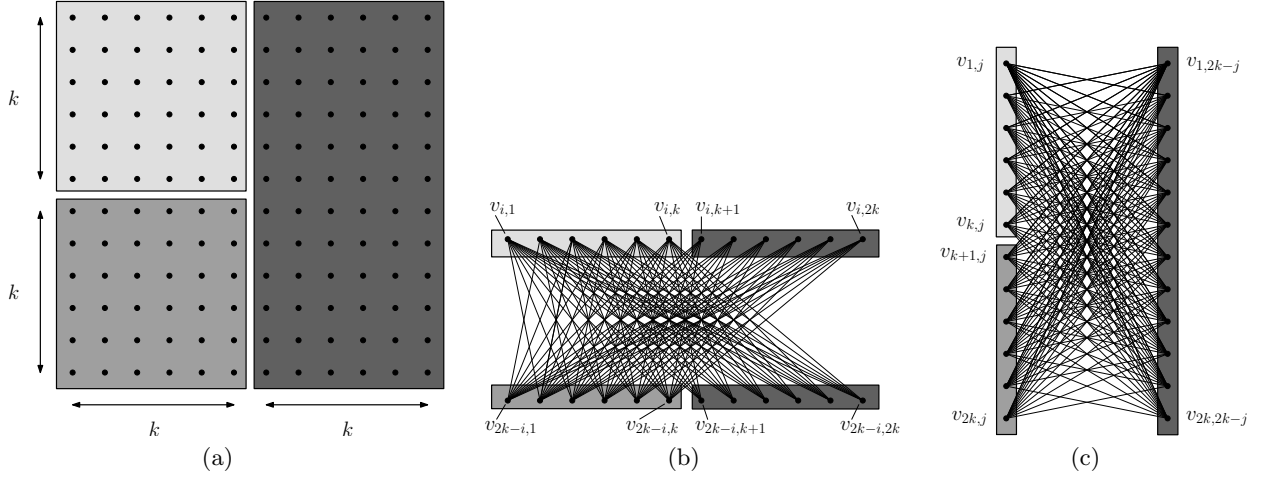 k
k
k
k
(a)
v_{i,1}
v_{i,k}
v_{i,k+1}
v_{i,2k}
v_{2k−i,1}
v_{2k−i,k}
v_{2k−i,k+1}
v_{2k−i,2k}
(b)
v_{1,j}
v_{1,2k−j}
v_{k,j}
v_{k+1,j}
v_{2k,j}
v_{2k,2k−j}
(c)